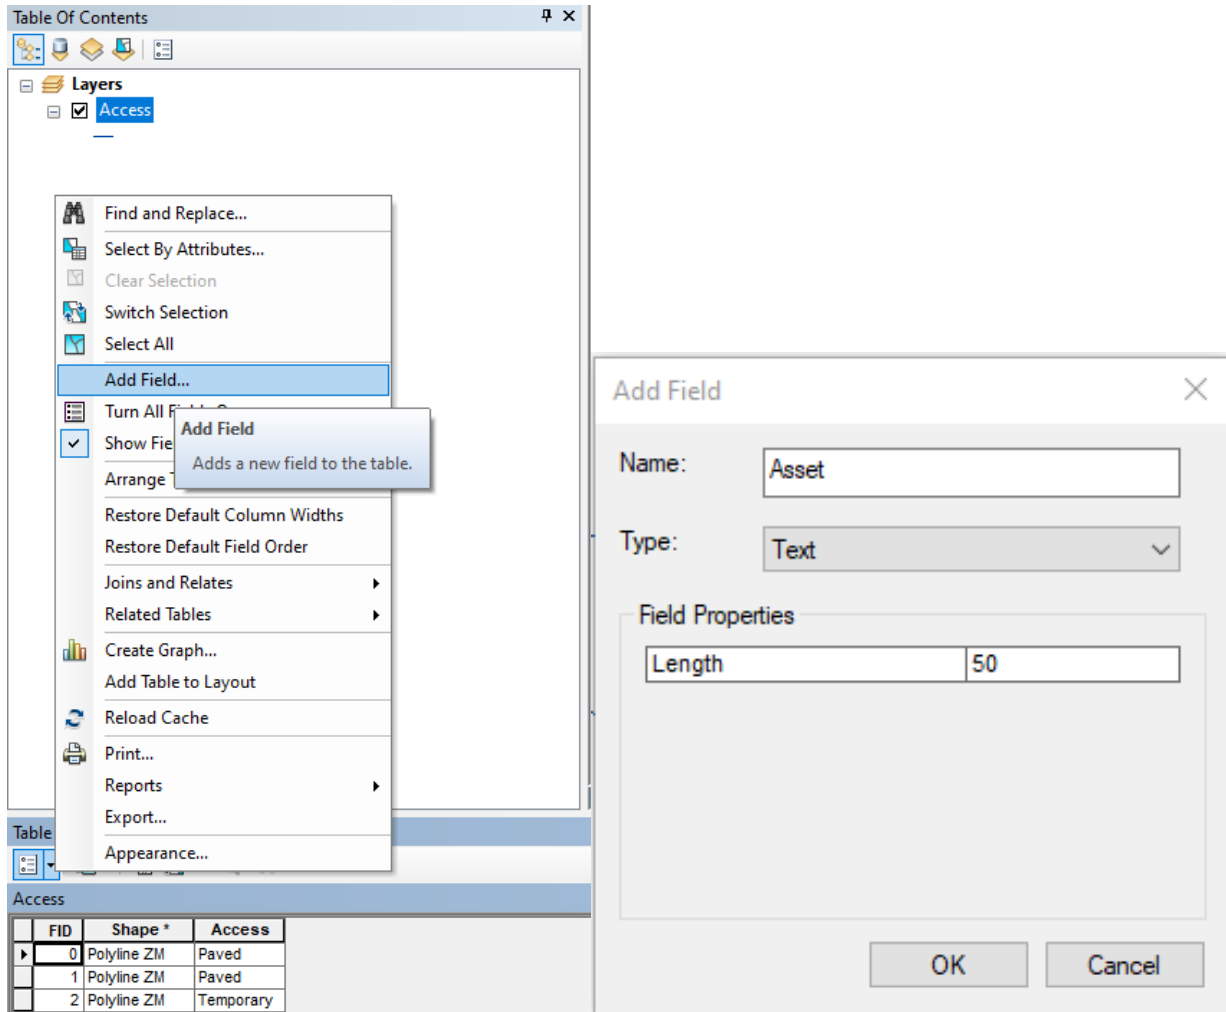 Table Of Contents
Layers
Access
Find and Replace...
Select By Attributes...
Clear Selection
Switch Selection
Select All
Add Field...
Turn All
Show Fie
Arrange
Add Field
Adds a new field to the table.
Restore Default Column Widths
Restore Default Field Order
Joins and Relates
Related Tables
Create Graph...
Add Table to Layout
Reload Cache
Print...
Reports
Export...
Appearance...
Table
Access
FID Shape * Access
0 Polyline ZM Paved
1 Polyline ZM Paved
2 Polyline ZM Temporary
Add Field
Name: Asset
Type: Text
Field Properties
Length 50
OK Cancel